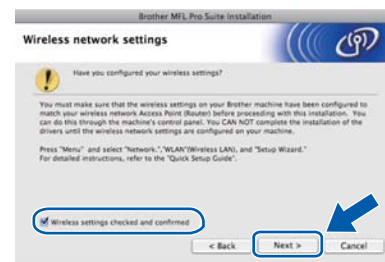 Brother MFL Pro Suite Installation
Wireless network settings
Have you configured your wireless settings?
You must make sure that the wireless settings on your Brother machine have been configured to
match your wireless network Access Point (Router) before proceeding with this installation. You
can do this through the machine's control panel. You CAN NOT complete the installation of the
drivers until the wireless network settings are configured on your machine.
Press "Menu" and select "Network.","WLAN"(Wireless LAN), and "Setup Wizard."
For detailed instructions, refer to the "Quick Setup Guide".
Wireless settings checked and confirmed
< Back Next > Cancel